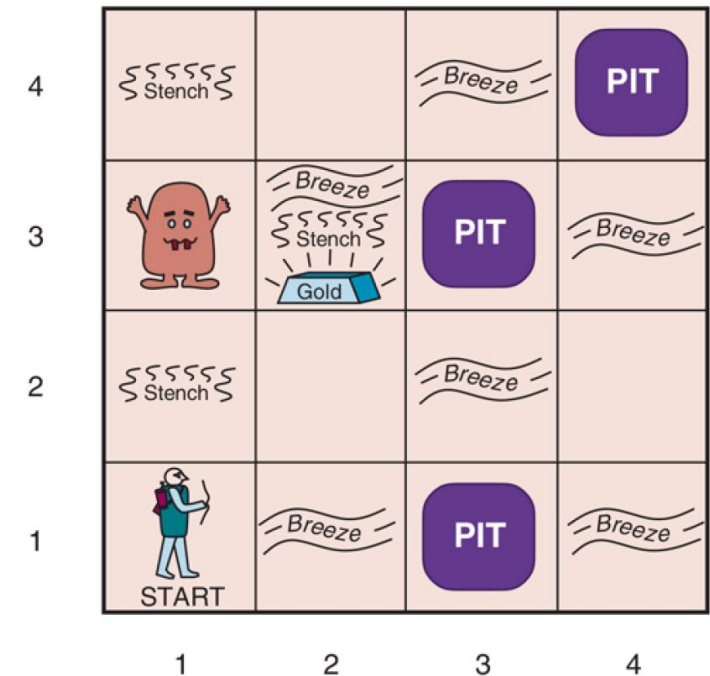 4
Stench
Breeze
PIT
3
Breeze
Stench
Gold
PIT
Breeze
2
Stench
Breeze
1
START
Breeze
PIT
Breeze
1 2 3 4